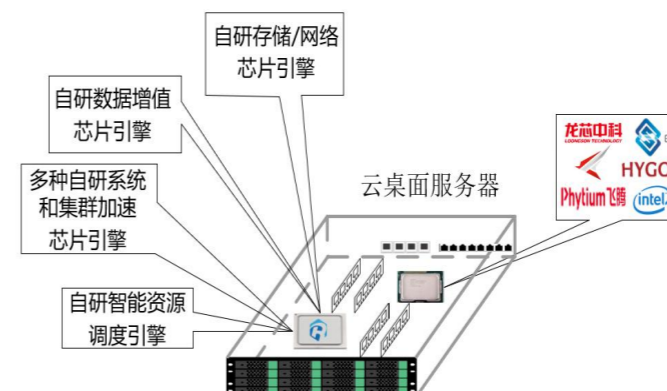 自研存储/网络
芯片引擎
自研数据增值
芯片引擎
多种自研系统
和集群加速
芯片引擎
自研智能资源
调度引擎
云桌面服务器
龙芯中科
LOONGSON TECHNOLOGY
HYGO
Phytium飞腾
intel